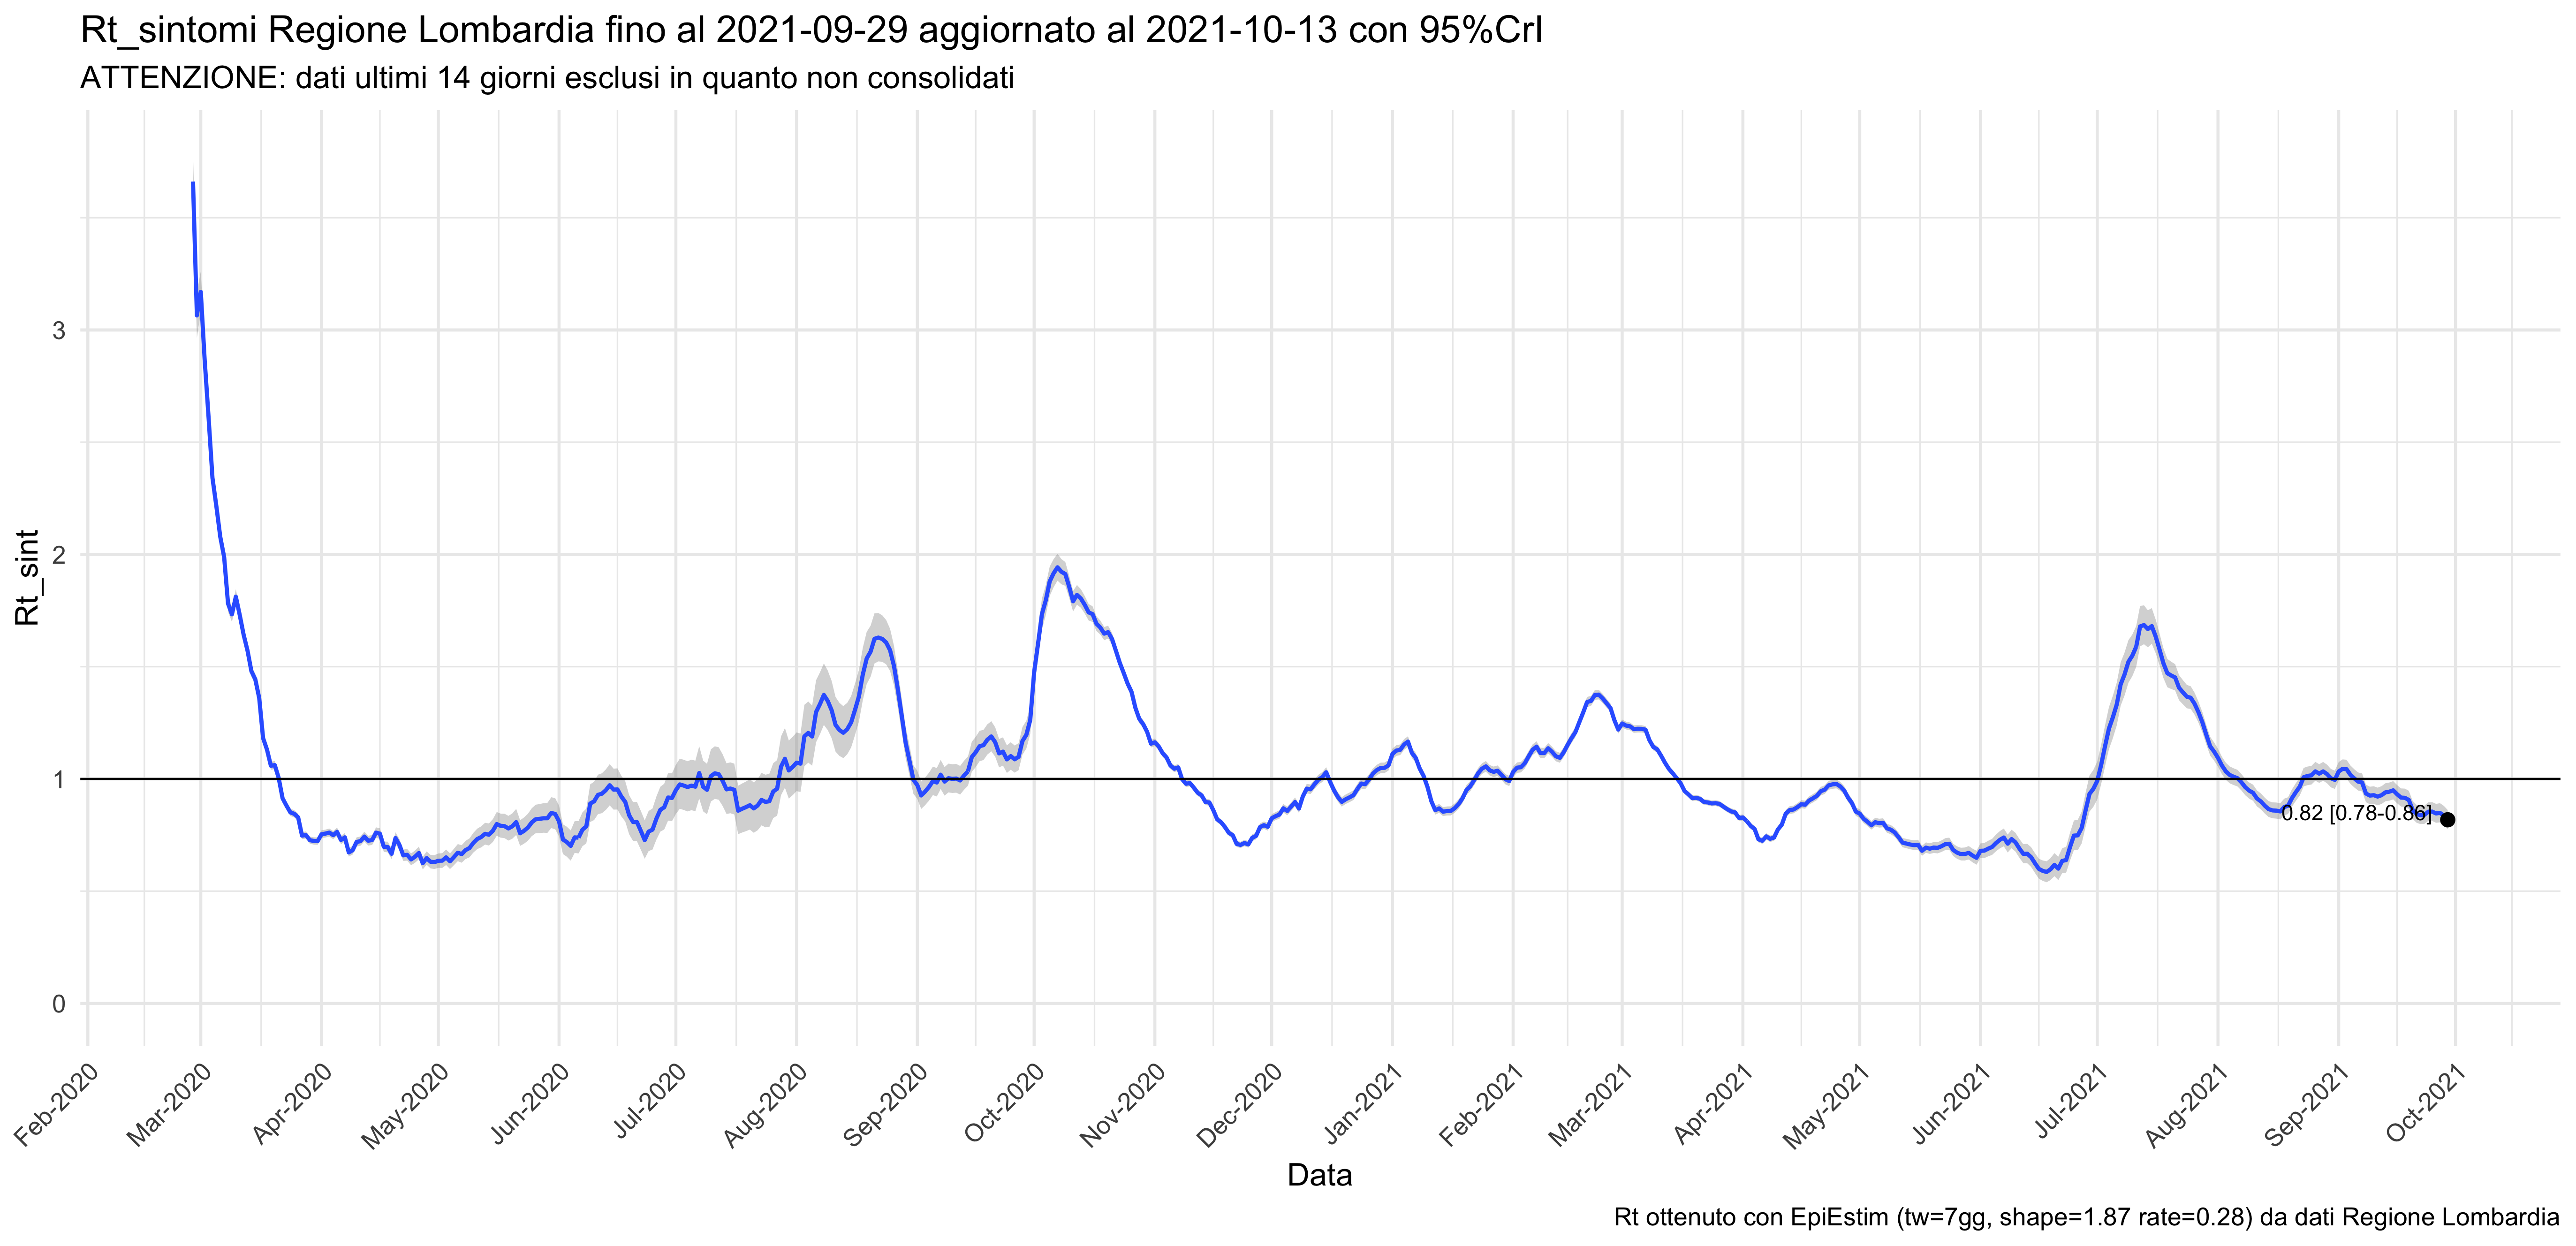 Rt_sintomi Regione Lombardia fino al 2021-09-29 aggiornato al 2021-10-13 con 95%CrI
ATTENZIONE: dati ultimi 14 giorni esclusi in quanto non consolidati
Rt_sint
3
2
1
0
0.82 [0.78-0.86]
Feb-2020
Mar-2020
Apr-2020
May-2020
Jun-2020
Jul-2020
Aug-2020
Sep-2020
Oct-2020
Nov-2020
Dec-2020
Jan-2021
Feb-2021
Mar-2021
Apr-2021
May-2021
Jun-2021
Jul-2021
Aug-2021
Sep-2021
Oct-2021
Data
Rt ottenuto con EpiEstim (tw=7gg, shape=1.87 rate=0.28) da dati Regione Lombardia